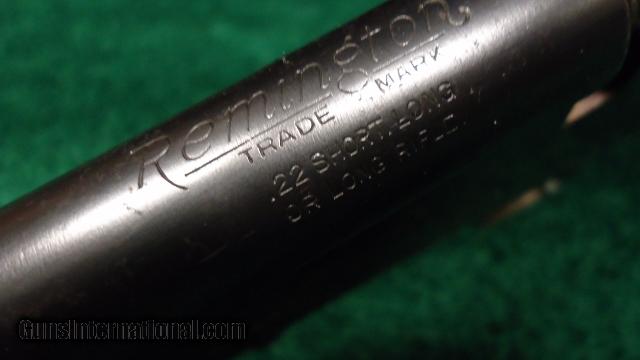 Remington
TRADE MARK
.22 SHORT, LONG
OR LONG RIFLE
GunsInternational.com